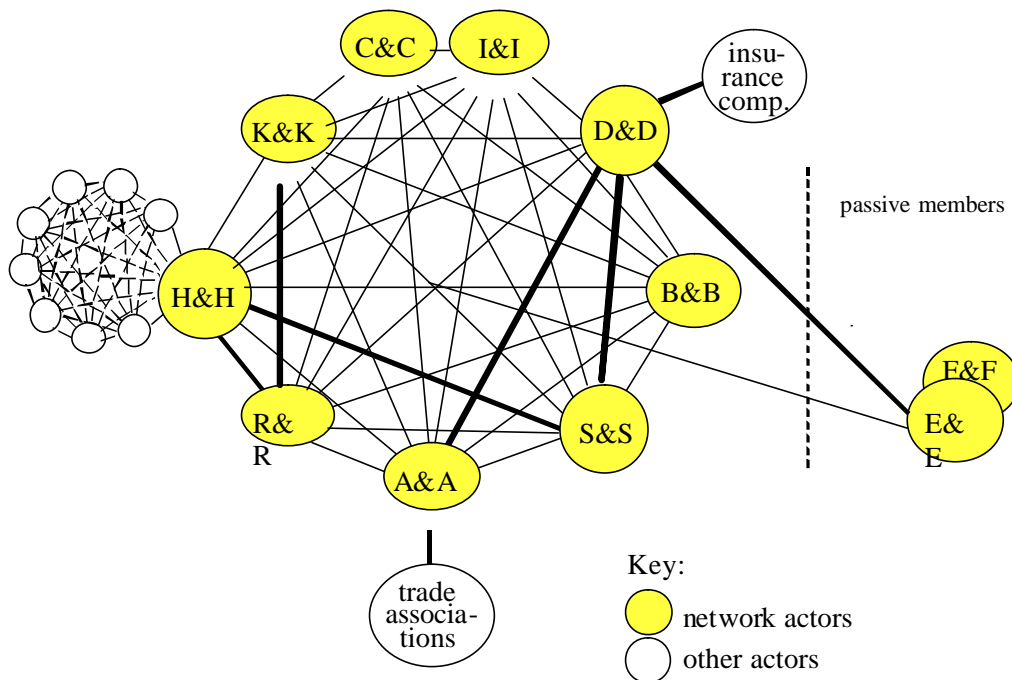 C&C
I&I
insu-
rance
comp.
K&K
D&D
passive members
H&H
B&B
F&F
E&
E
R&
R
S&S
A&A
trade
associa-
tions
Key:
network actors
other actors